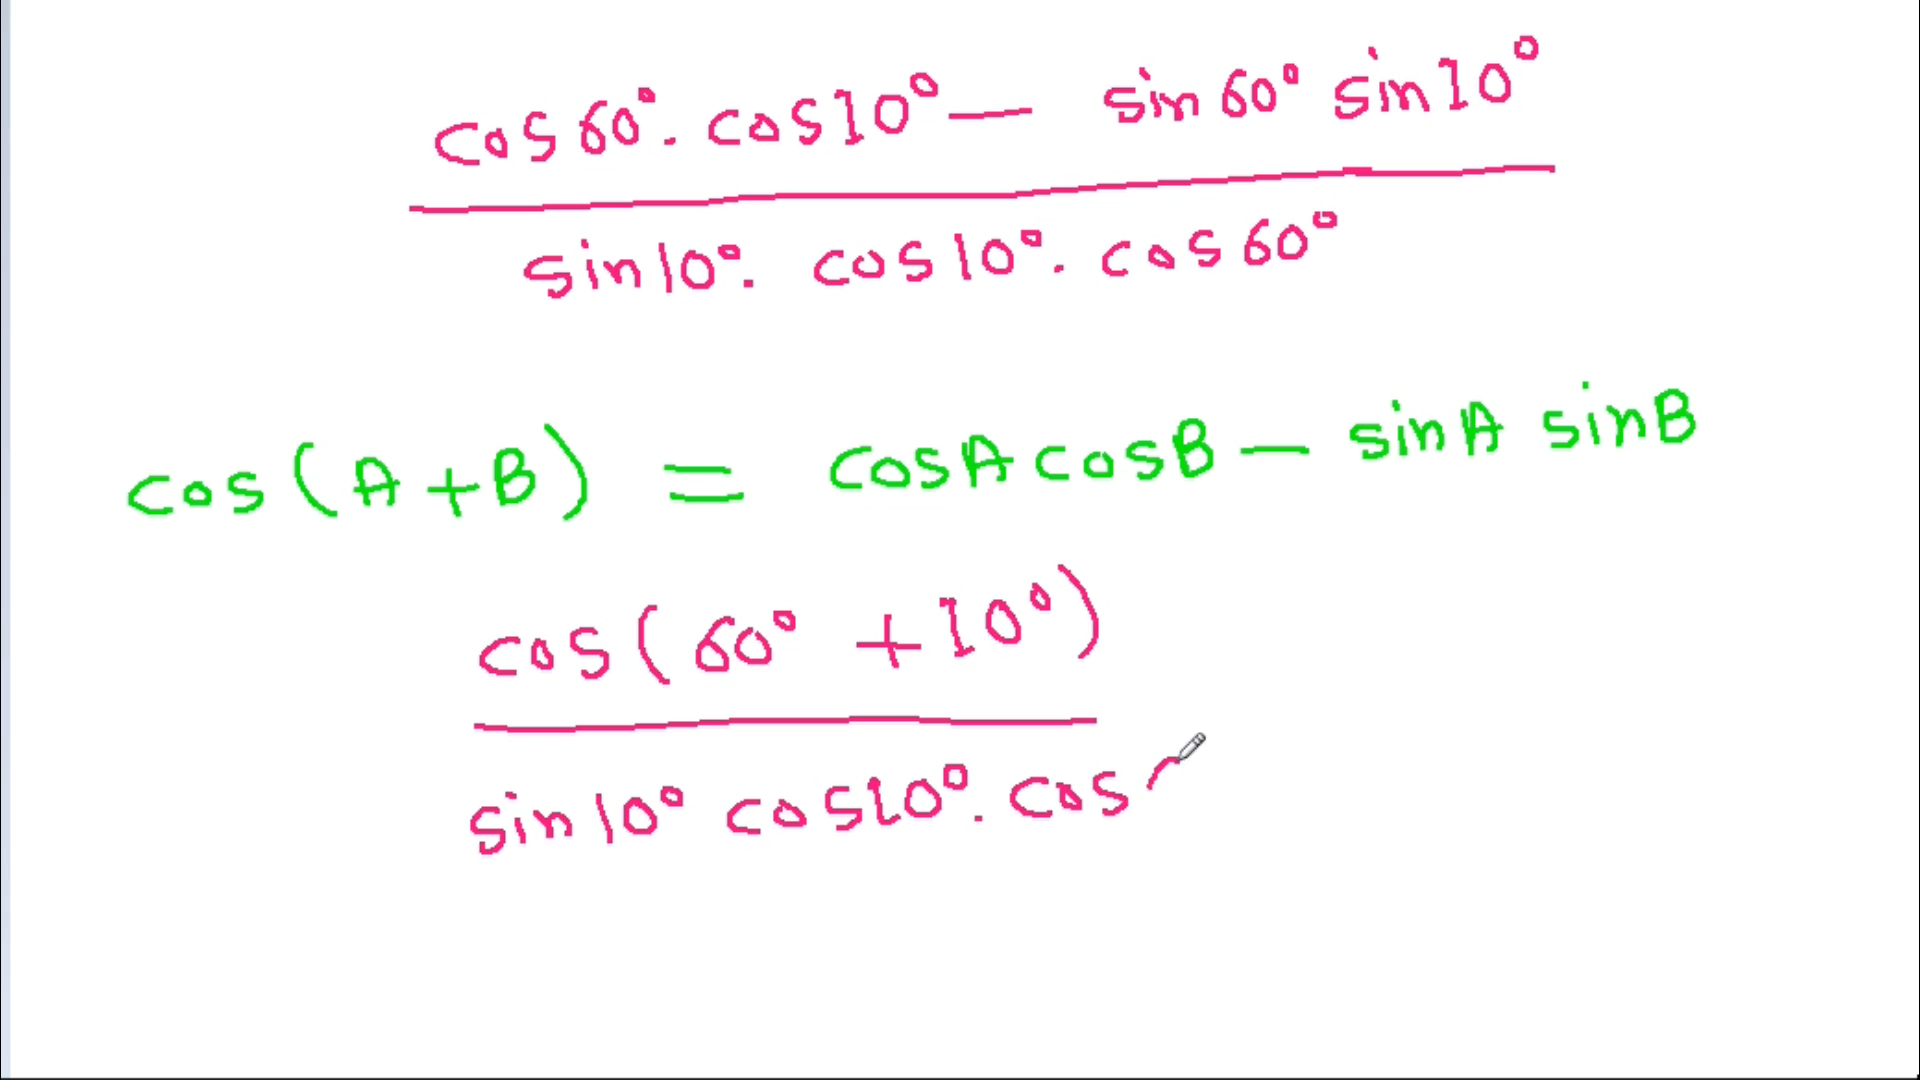 cos 60°. cos 10° — sin 60° sin 10°
sin 10°. cos 10°. cos 60°
cos (A + B) = cos A cos B — sin A sin B
cos ( 60° + 10° )
sin 10° cos 10°. cos